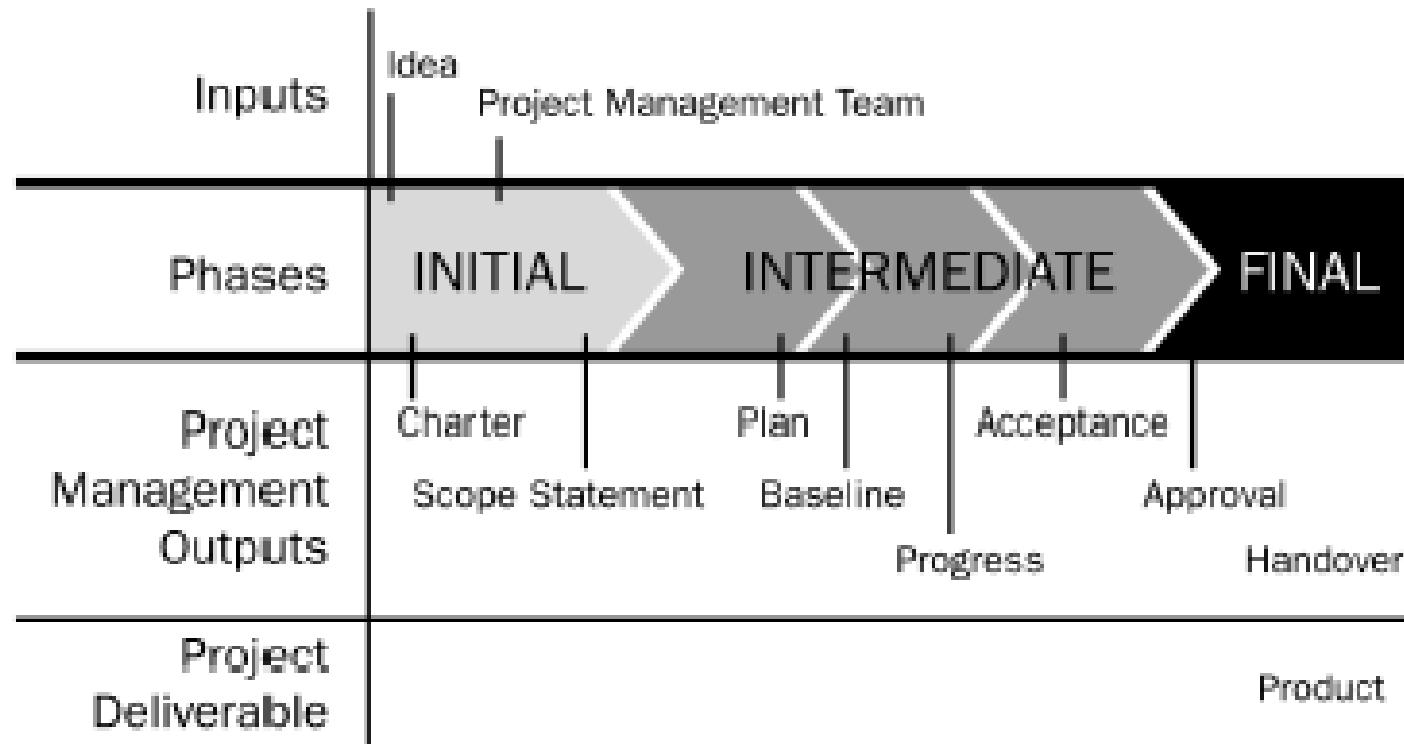 Inputs
Idea
Project Management Team
Phases
INITIAL
INTERMEDIATE
FINAL
Project
Management
Outputs
Charter
Scope Statement
Plan
Baseline
Progress
Acceptance
Approval
Handover
Project
Deliverable
Product